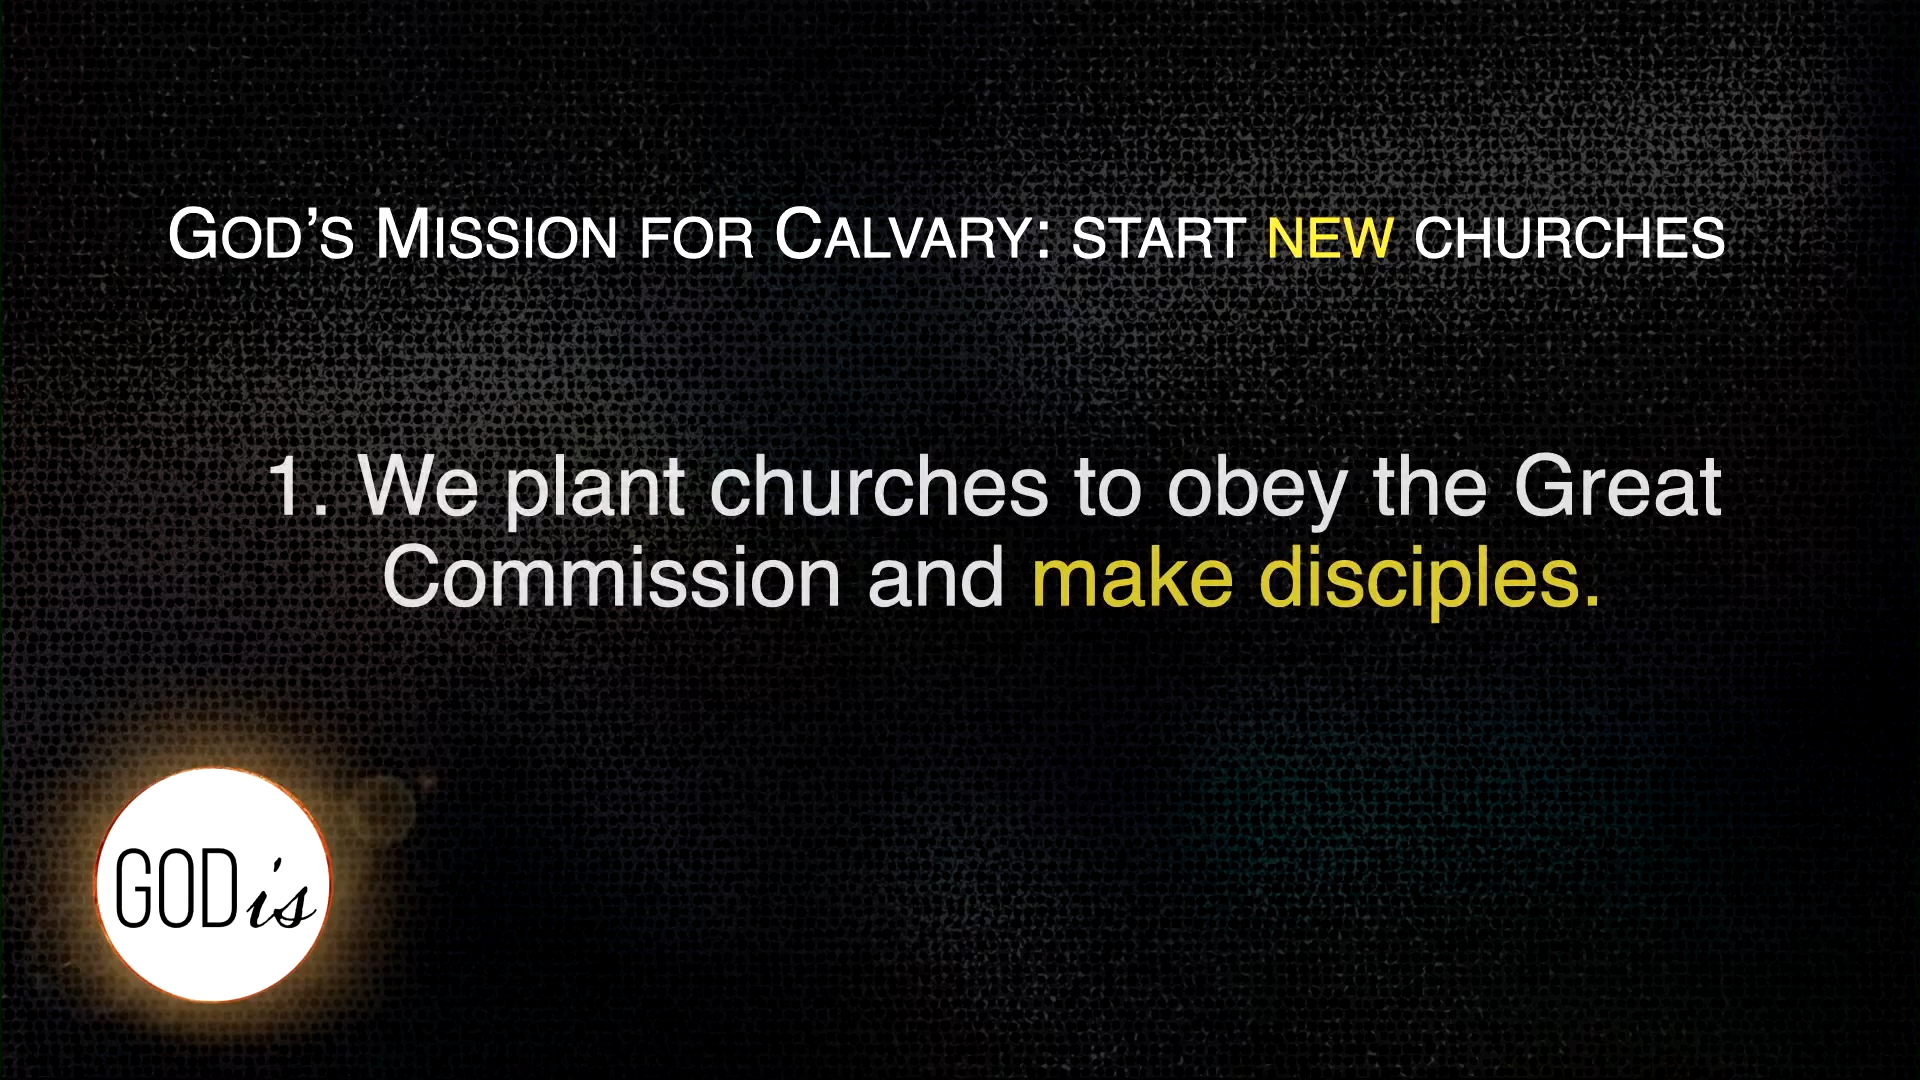 God’s Mission for Calvary: start new churches
1. We plant churches to obey the Great
Commission and make disciples.
GOD is